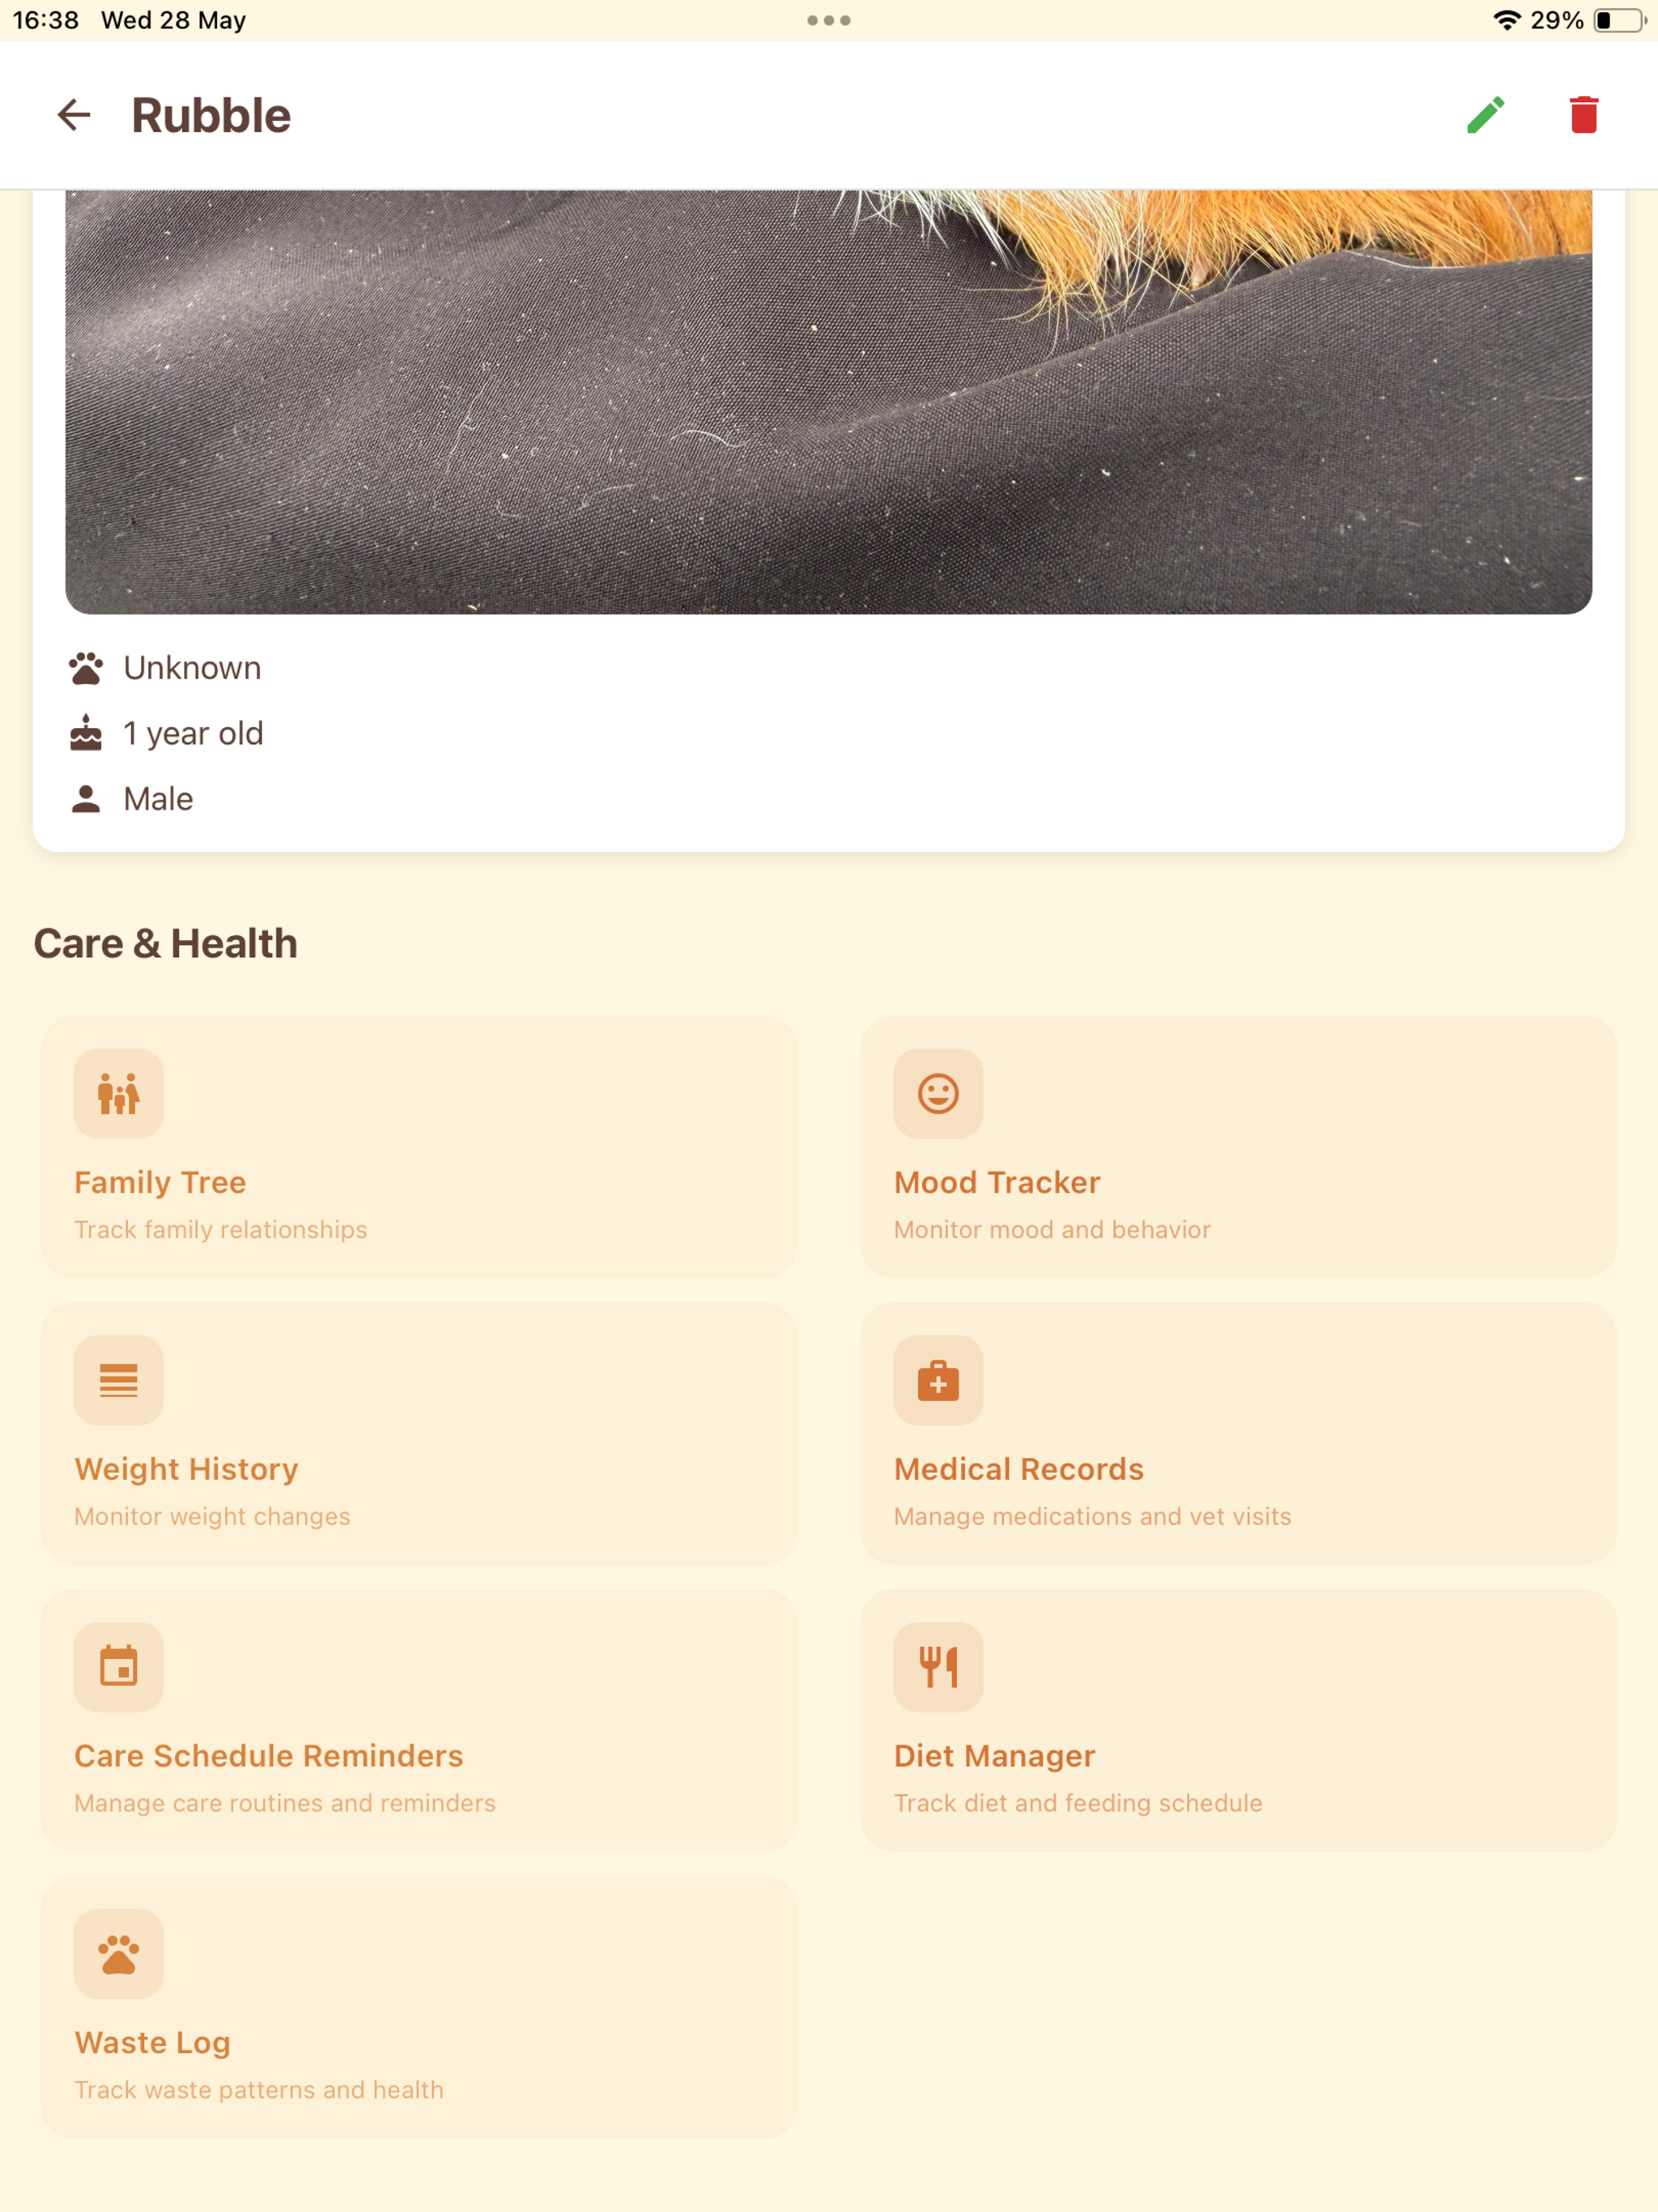 16:38 Wed 28 May
29%
Rubble
Unknown
1 year old
Male
Care & Health
Family Tree
Track family relationships
Mood Tracker
Monitor mood and behavior
Weight History
Monitor weight changes
Medical Records
Manage medications and vet visits
Care Schedule Reminders
Manage care routines and reminders
Diet Manager
Track diet and feeding schedule
Waste Log
Track waste patterns and health